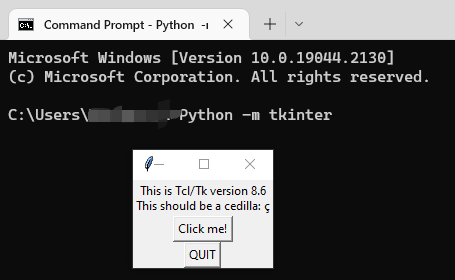 Command Prompt - Python -r
Microsoft Windows [Version 10.0.19044.2130]
(c) Microsoft Corporation. All rights reserved.
C:\Users\ Python -m tkinter
This is Tcl/Tk version 8.6
This should be a cedilla: ç
Click me!
QUIT